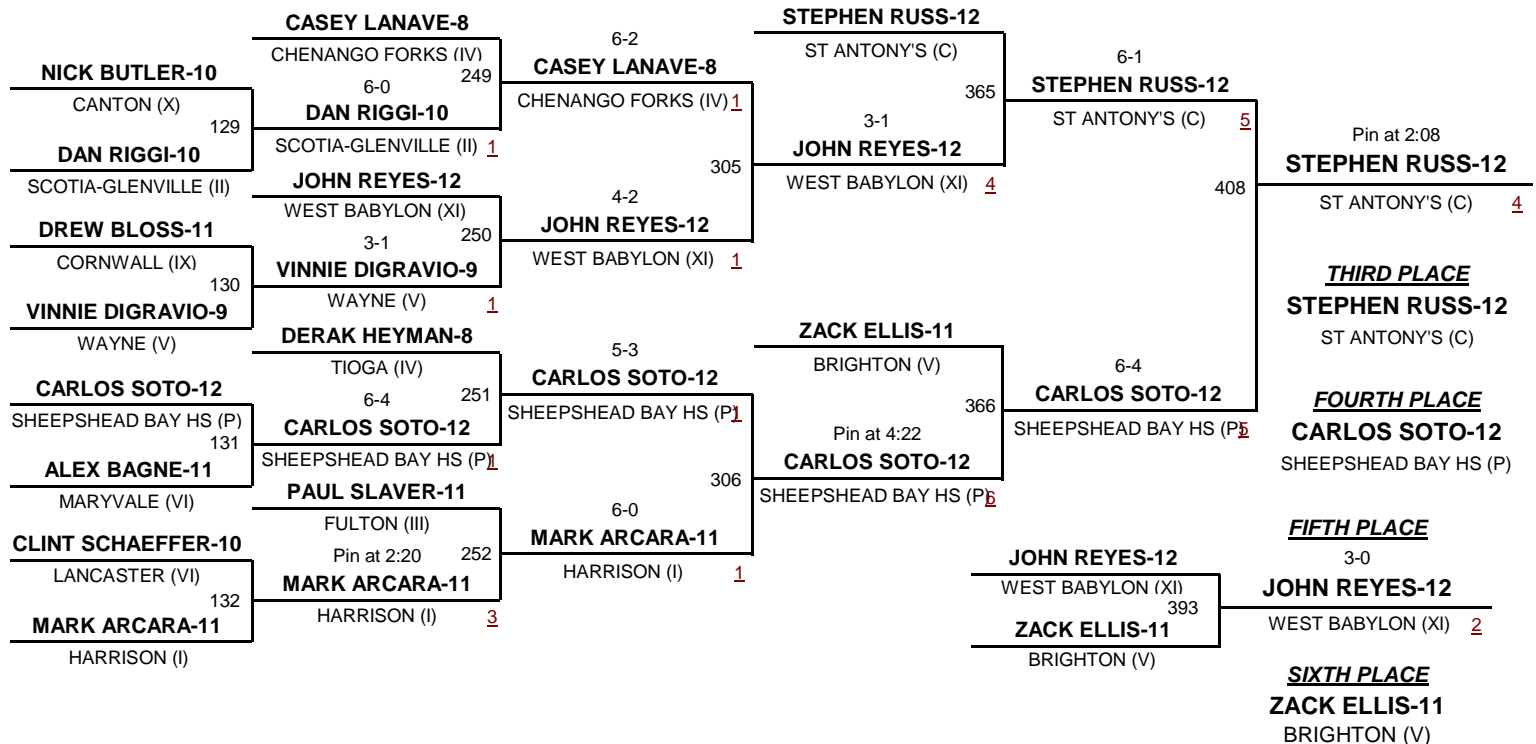 CASEY LANAVE-8
CHENANGO FORKS (IV)
NICK BUTLER-10
CANTON (X)
129
DAN RIGGI-10
SCOTIA-GLENVILLE (II)
6-0
249
DAN RIGGI-10
SCOTIA-GLENVILLE (II) 1
JOHN REYES-12
WEST BABYLON (XI)
DREW BLOSS-11
CORNWALL (IX)
130
VINNIE DIGRAVIO-9
WAYNE (V)
3-1
250
VINNIE DIGRAVIO-9
WAYNE (V) 1
DERAK HEYMAN-8
TIOGA (IV)
CARLOS SOTO-12
SHEEPSHEAD BAY HS (P)
131
ALEX BAGNE-11
MARYVALE (VI)
6-4
251
CARLOS SOTO-12
SHEEPSHEAD BAY HS (P) 1
PAUL SLAVER-11
FULTON (III)
CLINT SCHAEFFER-10
LANCASTER (VI)
132
MARK ARCARA-11
HARRISON (I)
Pin at 2:20
252
MARK ARCARA-11
HARRISON (I) 3
6-2
CASEY LANAVE-8
CHENANGO FORKS (IV) 1
305
4-2
JOHN REYES-12
WEST BABYLON (XI) 1
5-3
CARLOS SOTO-12
SHEEPSHEAD BAY HS (P) 1
306
6-0
MARK ARCARA-11
HARRISON (I) 1
STEPHEN RUSS-12
ST ANTONY'S (C)
365
3-1
JOHN REYES-12
WEST BABYLON (XI) 4
ZACK ELLIS-11
BRIGHTON (V)
366
Pin at 4:22
CARLOS SOTO-12
SHEEPSHEAD BAY HS (P) 6
6-1
STEPHEN RUSS-12
ST ANTONY'S (C) 5
408
6-4
CARLOS SOTO-12
SHEEPSHEAD BAY HS (P) 5
Pin at 2:08
STEPHEN RUSS-12
ST ANTONY'S (C) 4
THIRD PLACE
STEPHEN RUSS-12
ST ANTONY'S (C)
FOURTH PLACE
CARLOS SOTO-12
SHEEPSHEAD BAY HS (P)
JOHN REYES-12
WEST BABYLON (XI)
393
ZACK ELLIS-11
BRIGHTON (V)
FIFTH PLACE
3-0
JOHN REYES-12
WEST BABYLON (XI) 2
SIXTH PLACE
ZACK ELLIS-11
BRIGHTON (V)